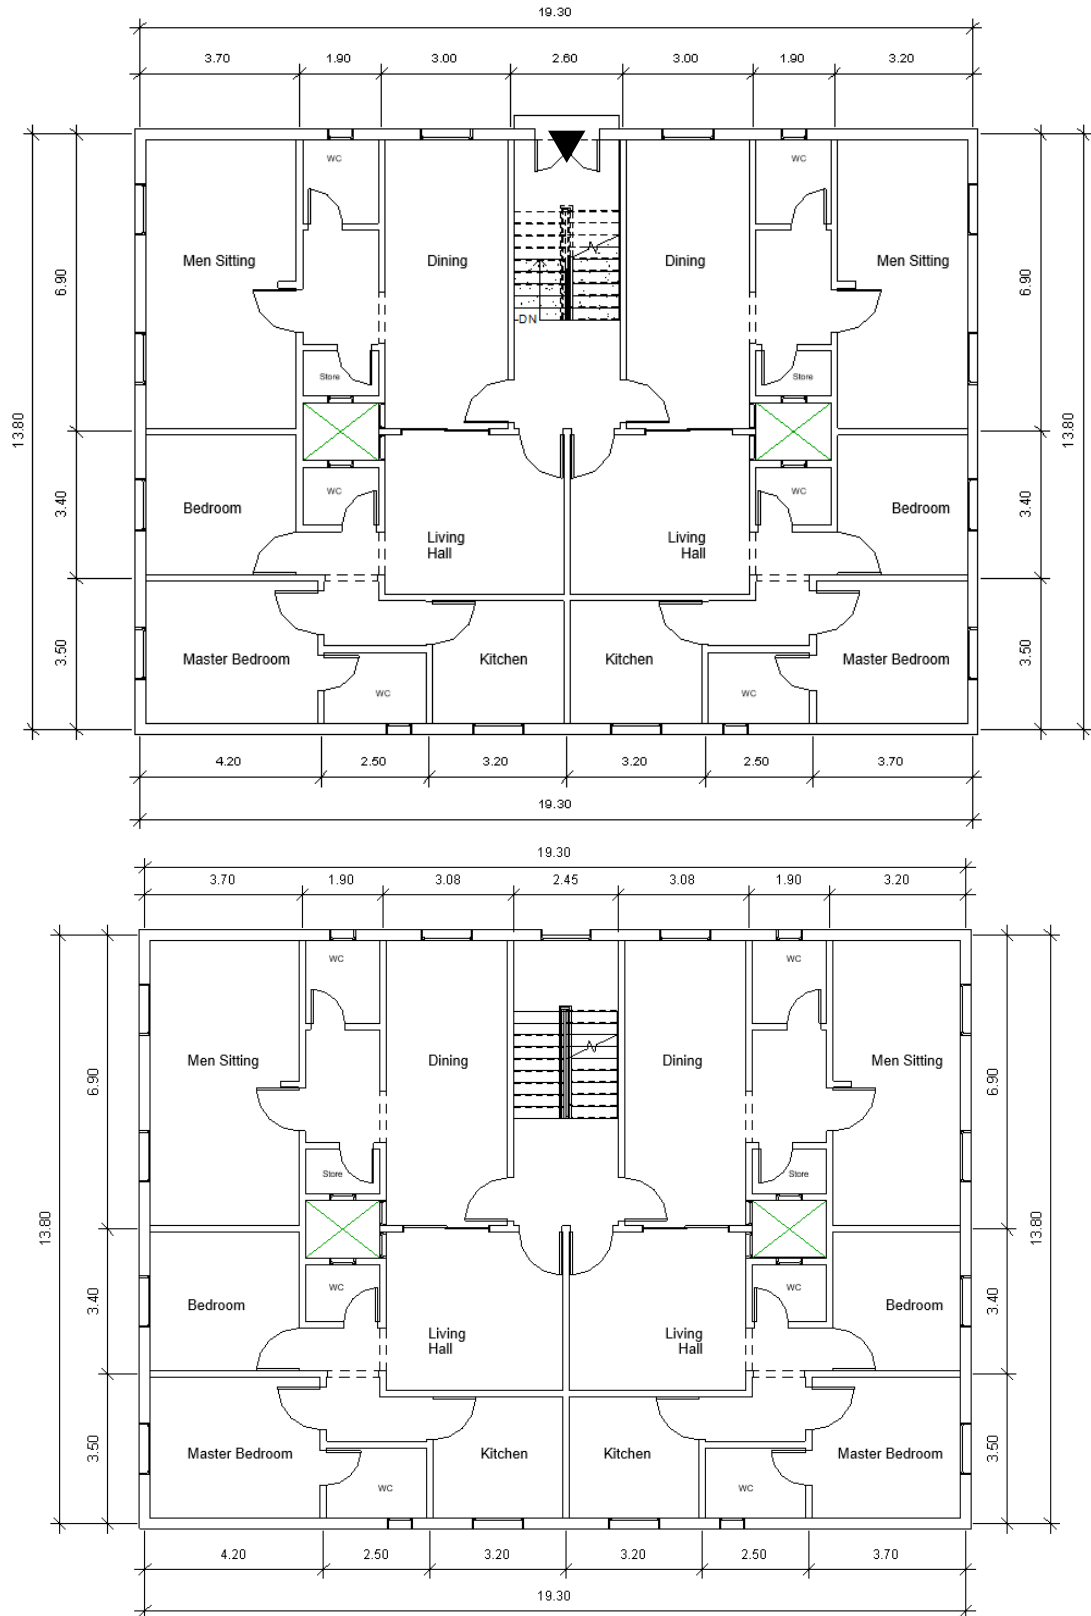 19.30
3.70 1.90 3.00 2.60 3.00 1.90 3.20
WC WC
Men Sitting Dining Dining Men Sitting
6.90 6.90
DN
Store Store
13.80 13.80
WC WC
3.40 Bedroom Bedroom 3.40
Living Living
Hall Hall
3.50 Master Bedroom Kitchen Kitchen Master Bedroom 3.50
WC WC
4.20 2.50 3.20 3.20 2.50 3.70
19.30
19.30
3.70 1.90 3.08 2.45 3.08 1.90 3.20
WC WC
Men Sitting Dining Dining Men Sitting
6.90 6.90
Store Store
13.80 13.80
WC WC
3.40 Bedroom Bedroom 3.40
Living Living
Hall Hall
3.50 Master Bedroom Kitchen Kitchen Master Bedroom 3.50
WC WC
4.20 2.50 3.20 3.20 2.50 3.70
19.30